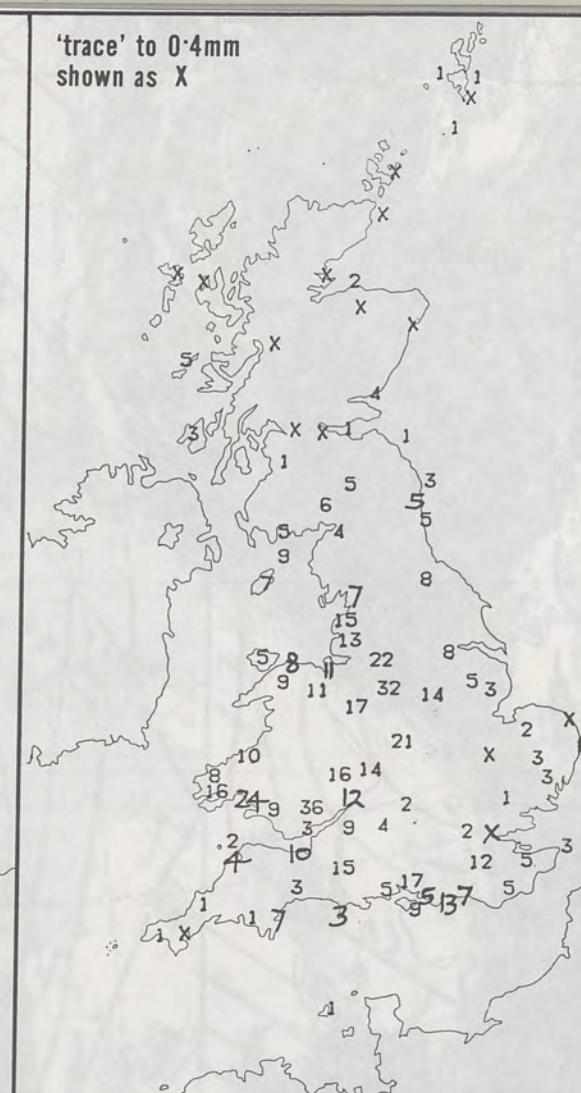 ‘trace’ to 0·4mm
shown as X
1 1
X
1
X
X
X X X 2
X
X
X
5
4
3 X X 1 1
1
5 3
6 5
5 4 5
9
7 8
7
15
13
5 8 11 22 8
9 11 32 14 5 3
17
2 X
21 X 3
10
8 16 14 3
16 24 9 36 12 2 1
3 9 4 2 X
2 10 3
4 15 12 5
3 17 5
5 5 7
1 9 13
1 7 3
1 X
1